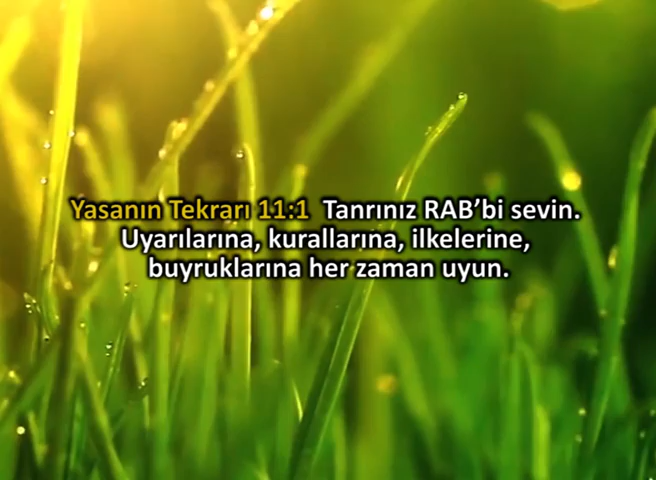 Yasanın Tekrarı 11:1 Tanrınız RAB’bi sevin.
Uyarılarına, kurallarına, ilkelerine,
buyruklarına her zaman uyun.